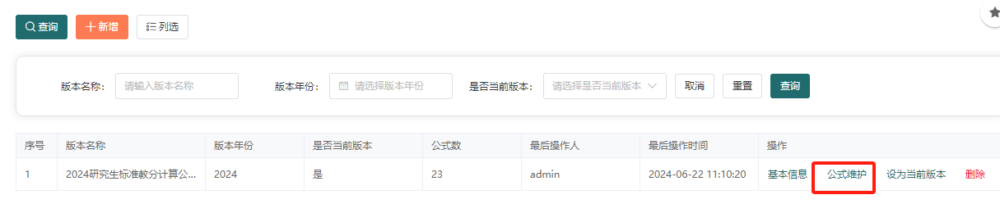 查询 新增 列选
版本名称: 请输入版本名称 版本年份: 请选择版本年份 是否当前版本: 请选择是否当前版本 取消 重置 查询
序号 版本名称 版本年份 是否当前版本 公式数 最后操作人 最后操作时间 操作
1 2024研究生标准教分计算公... 2024 是 23 admin 2024-06-22 11:10:20 基本信息 公式维护 设为当前版本 删除